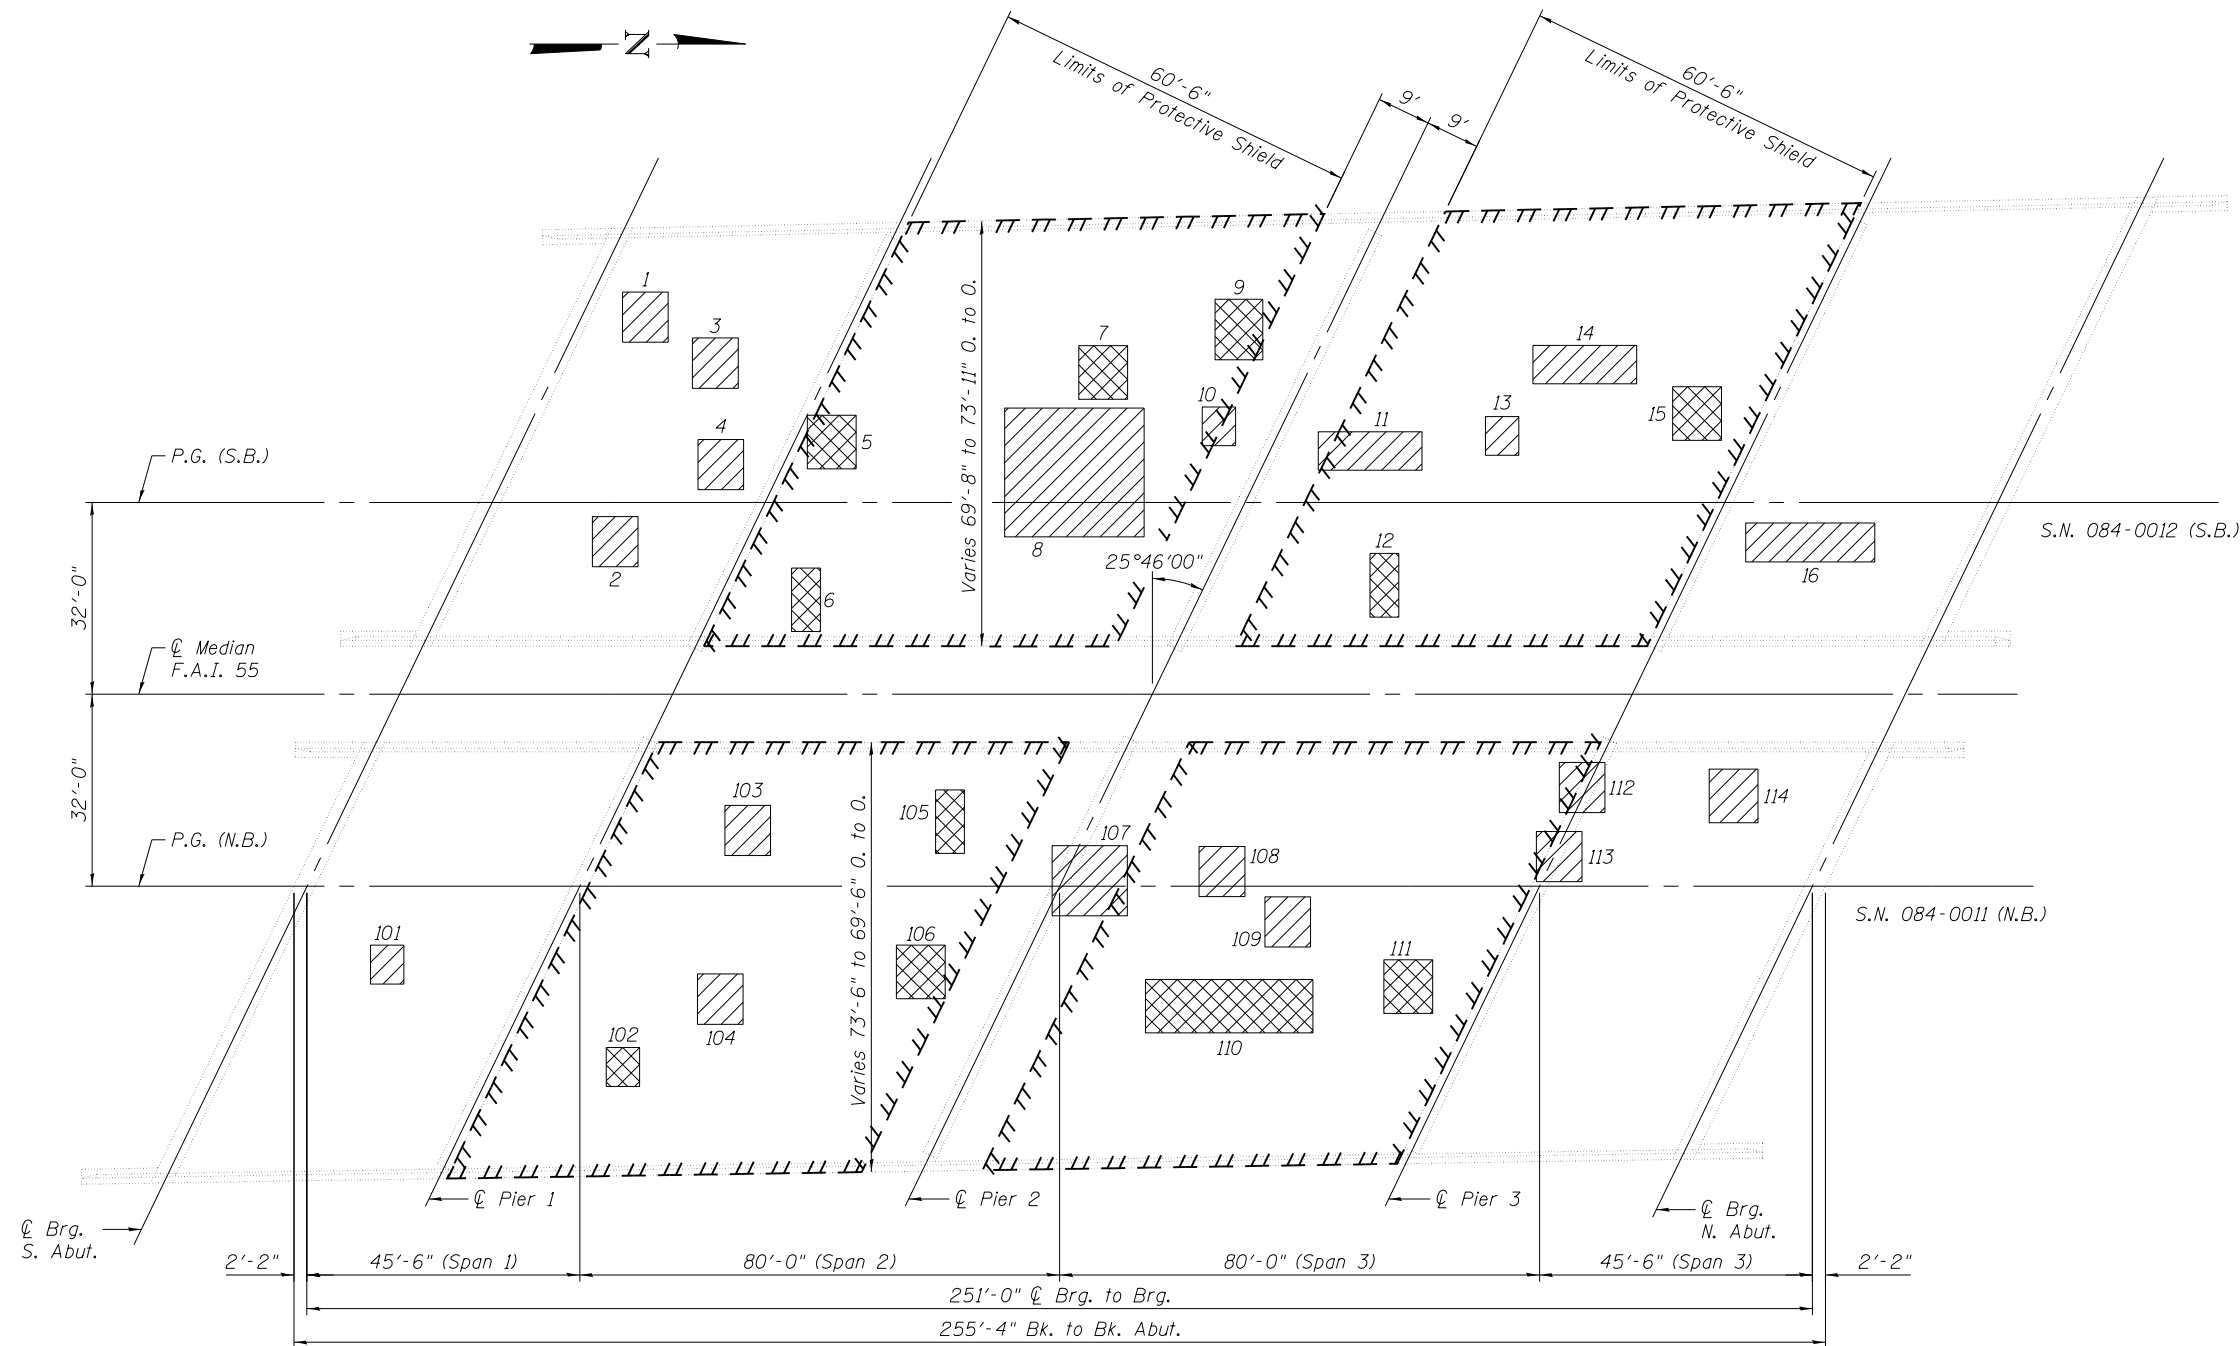 N
60'-6"
Limits of Protective Shield
9'
9'
60'-6"
Limits of Protective Shield
1
3
4
2
5
6
7
8
9
10
11
12
13
14
15
16
Varies 69'-8" to 73'-11" O. to O.
25°46'00"
P.G. (S.B.)
S.N. 084-0012 (S.B.)
32'-0"
℄ Median
F.A.I. 55
32'-0"
P.G. (N.B.)
S.N. 084-0011 (N.B.)
101
102
103
104
105
106
107
108
109
110
111
112
113
114
Varies 73'-6" to 69'-6" O. to O.
℄ Pier 1
℄ Pier 2
℄ Pier 3
℄ Brg.
S. Abut.
℄ Brg.
N. Abut.
2'-2"
45'-6" (Span 1)
80'-0" (Span 2)
80'-0" (Span 3)
45'-6" (Span 3)
2'-2"
251'-0" ℄ Brg. to Brg.
255'-4" Bk. to Bk. Abut.